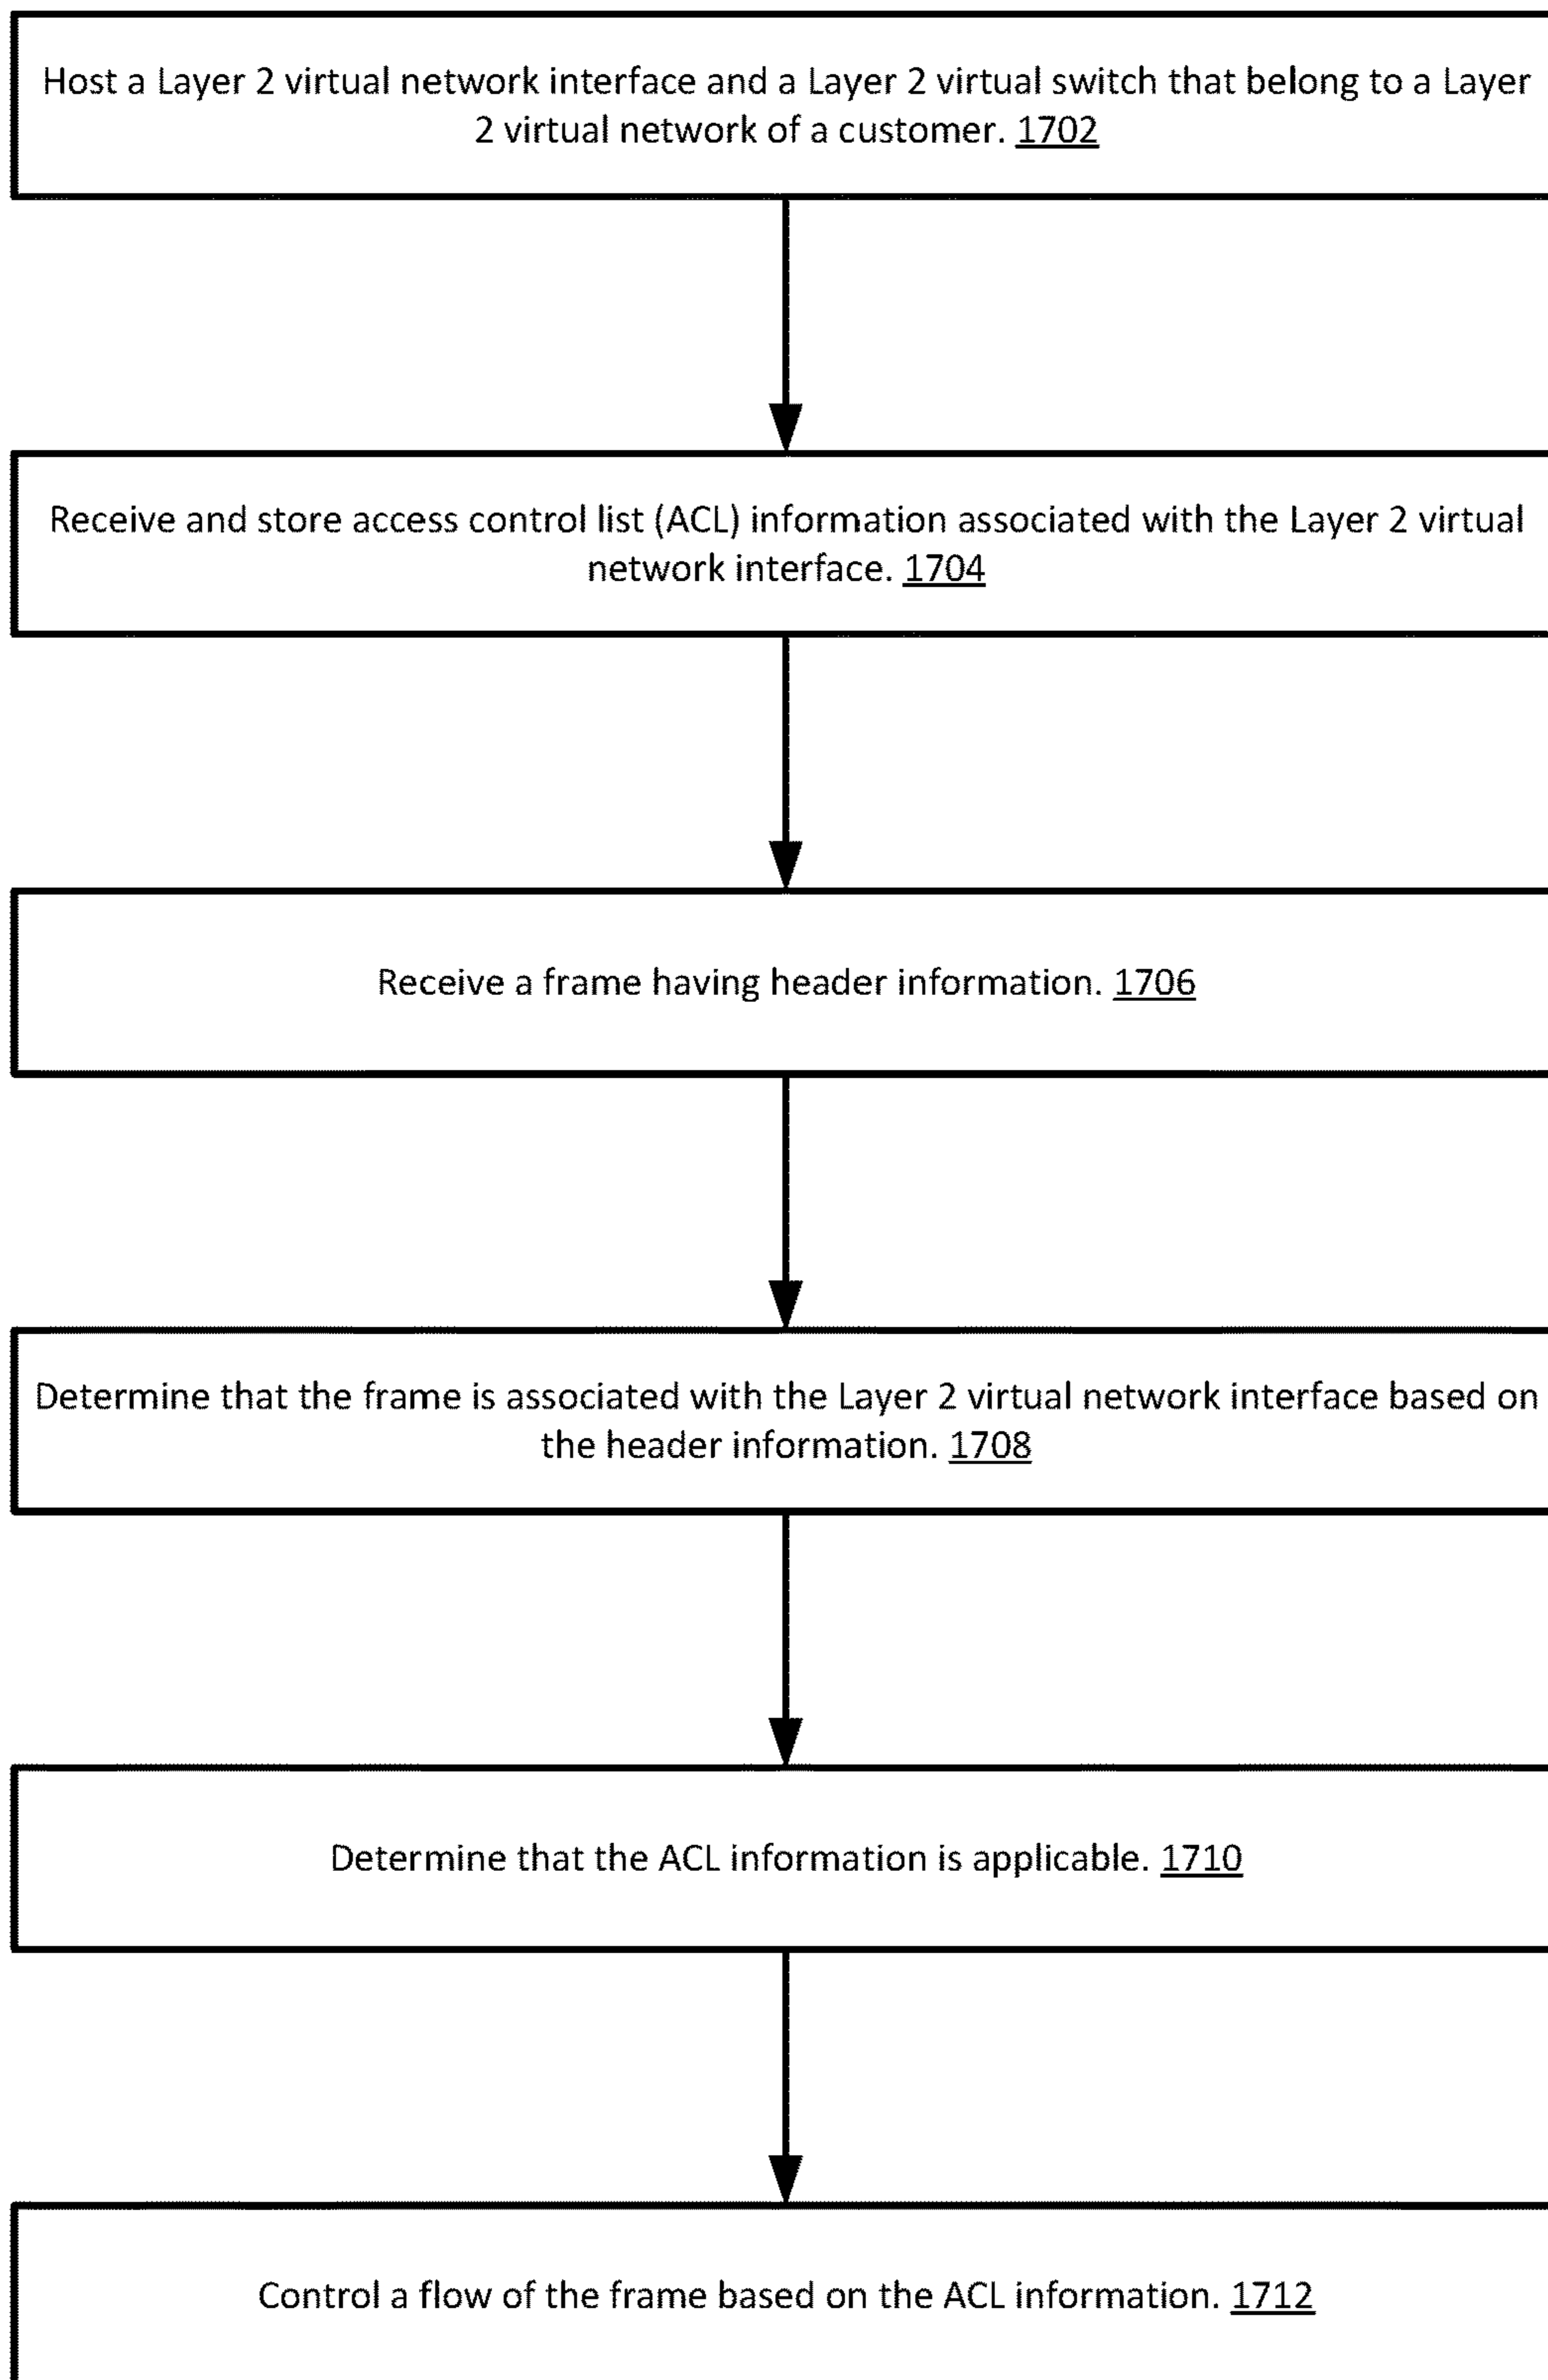 Host a Layer 2 virtual network interface and a Layer 2 virtual switch that belong to a Layer
2 virtual network of a customer. 1702
Receive and store access control list (ACL) information associated with the Layer 2 virtual
network interface. 1704
Receive a frame having header information. 1706
Determine that the frame is associated with the Layer 2 virtual network interface based on
the header information. 1708
Determine that the ACL information is applicable. 1710
Control a flow of the frame based on the ACL information. 1712